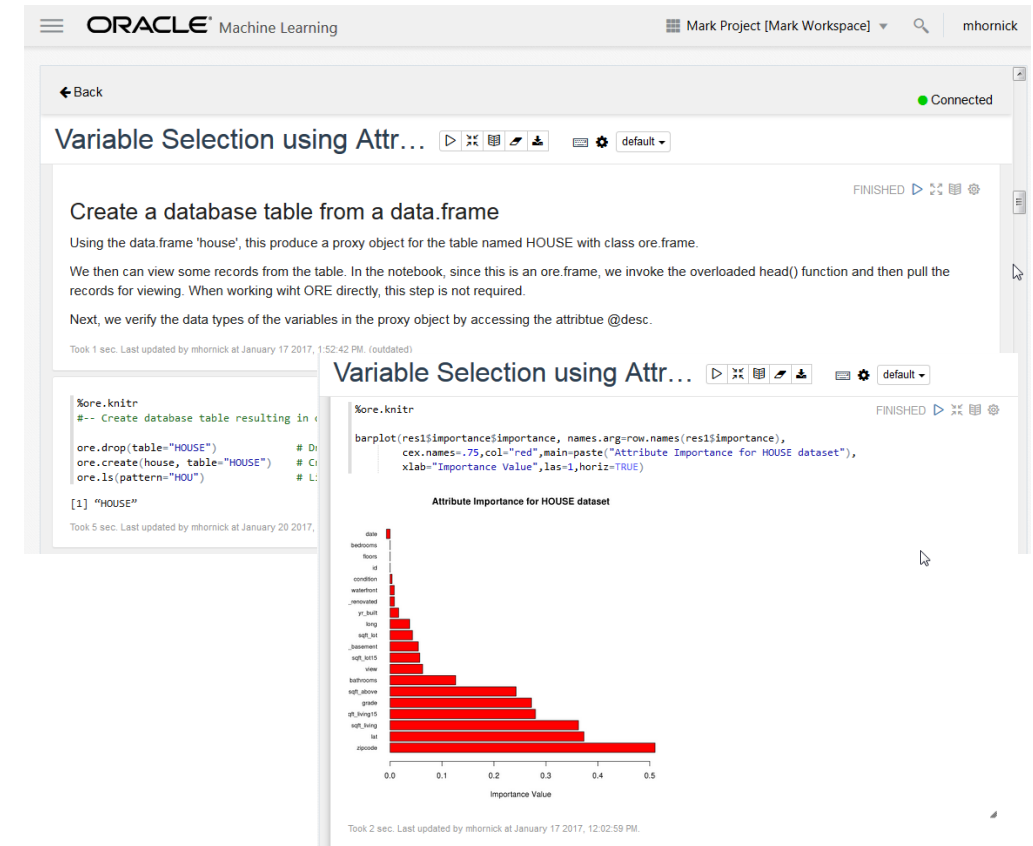 ORACLE Machine Learning
Mark Project [Mark Workspace]
mhornick
Back
Connected
Variable Selection using Attr...
default
FINISHED
Create a database table from a data.frame
Using the data.frame 'house', this produce a proxy object for the table named HOUSE with class ore.frame.
We then can view some records from the table. In the notebook, since this is an ore.frame, we invoke the overloaded head() function and then pull the
records for viewing. When working wiht ORE directly, this step is not required.
Next, we verify the data types of the variables in the proxy object by accessing the attribtue @desc.
Took 1 sec. Last updated by mhornick at January 17 2017, 1:52:42 PM. (outdated)
%ore.knitr
#-- Create database table resulting in
ore.drop(table="HOUSE") # D
ore.create(house, table="HOUSE") # C
ore.ls(pattern="HOU") # L
[1] “HOUSE”
Took 5 sec. Last updated by mhornick at January 20 2017,
Variable Selection using Attr...
default
%ore.knitr
FINISHED
barplot(res1$importance$importance, names.arg=row.names(res1$importance),
cex.names=.75,col="red",main=paste("Attribute Importance for HOUSE dataset"),
xlab="Importance Value",las=1,horiz=TRUE)
Attribute Importance for HOUSE dataset
date
bedrooms
floors
id
condition
waterfront
_renovated
yr_built
long
sqft_lot
_basement
sqft_lot15
view
bathrooms
sqft_above
grade
qft_living15
sqft_living
lat
zipcode
0.0 0.1 0.2 0.3 0.4 0.5
Importance Value
Took 2 sec. Last updated by mhornick at January 17 2017, 12:02:59 PM.